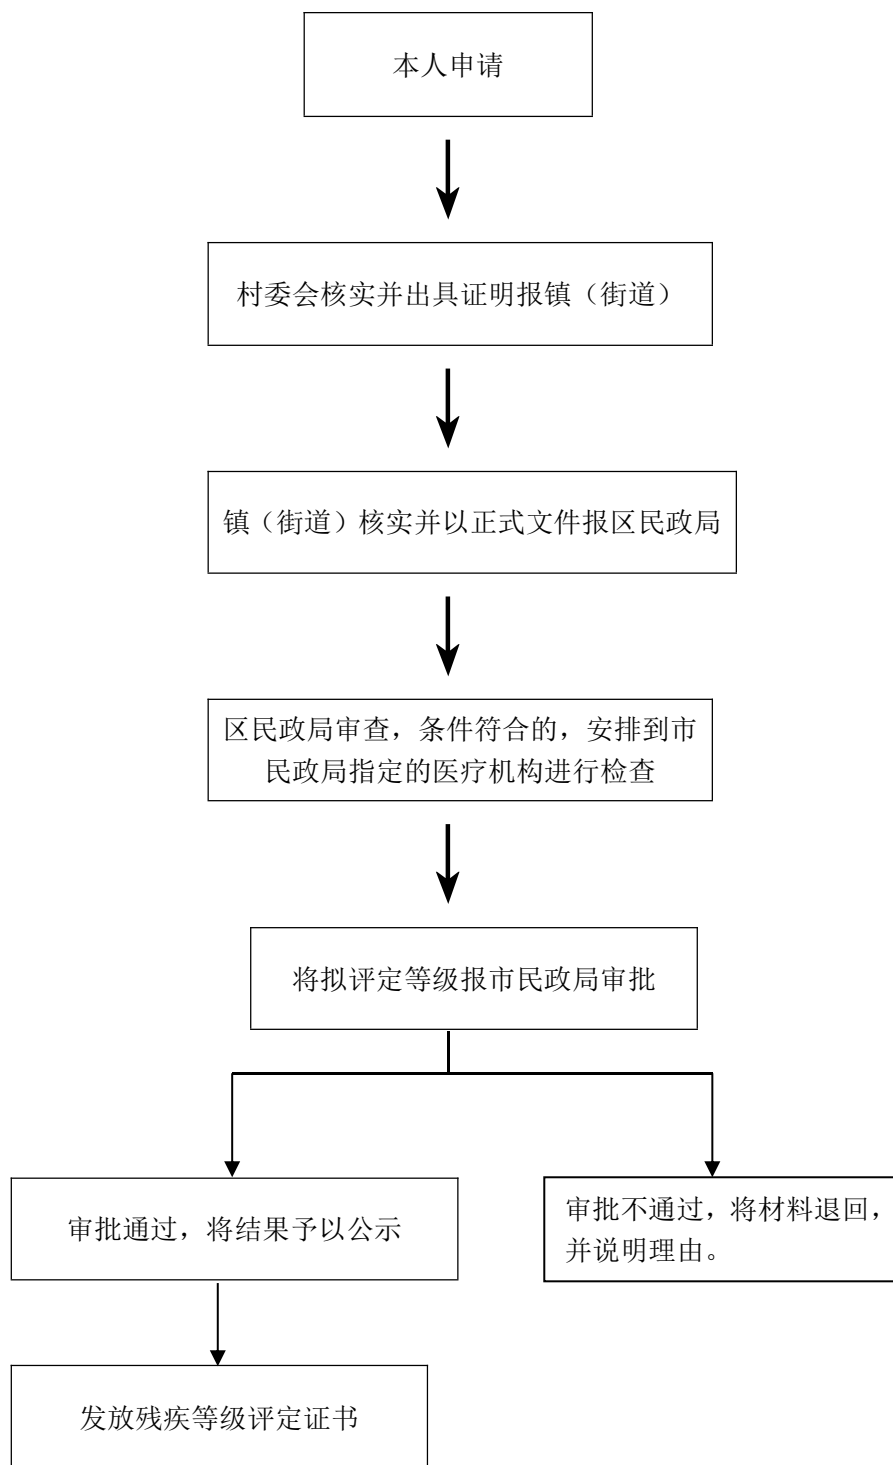 本人申请
村委会核实并出具证明报镇（街道）
镇（街道）核实并以正式文件报区民政局
区民政局审查，条件符合的，安排到市
民政局指定的医疗机构进行检查
将拟评定等级报市民政局审批
审批通过，将结果予以公示
审批不通过，将材料退回，
并说明理由。
发放残疾等级评定证书